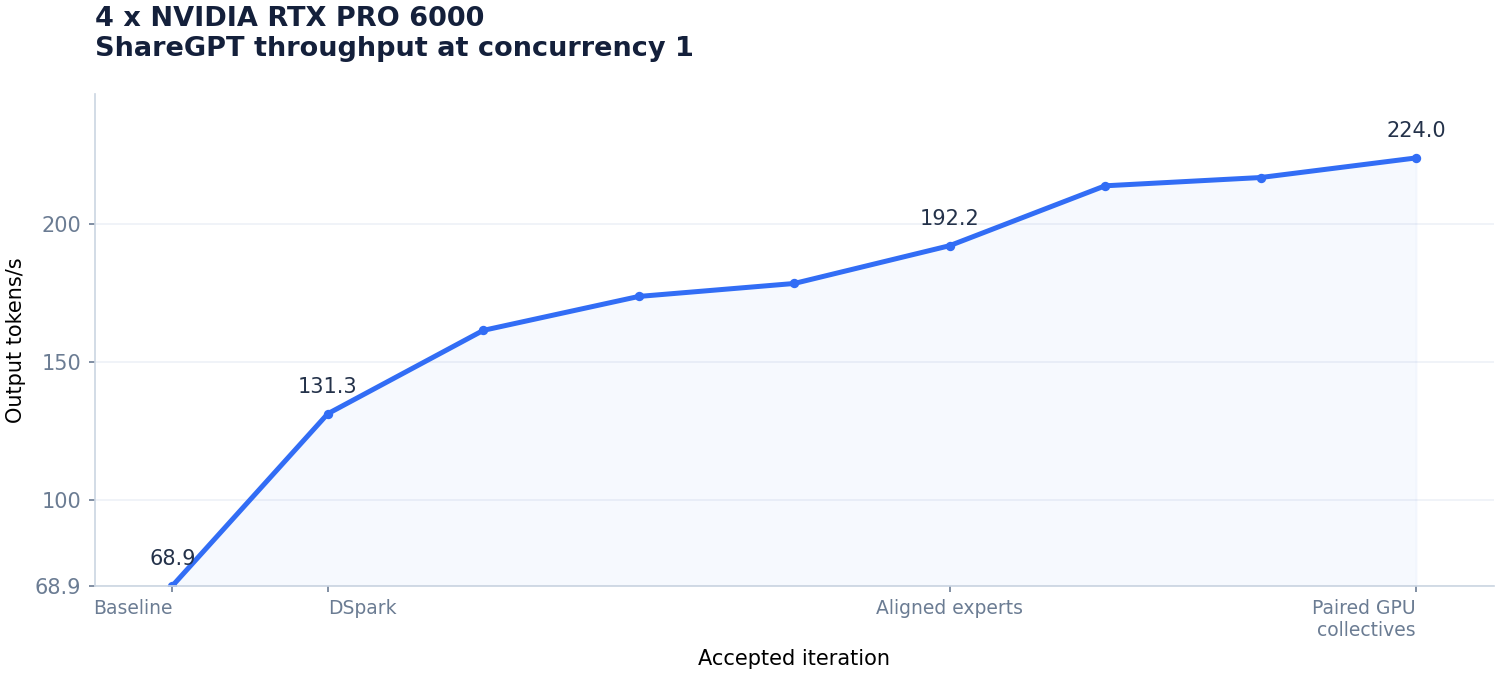 4 x NVIDIA RTX PRO 6000
ShareGPT throughput at concurrency 1
224.0
192.2
131.3
68.9
200
150
100
68.9
Output tokens/s
Baseline
DSpark
Aligned experts
Paired GPU
collectives
Accepted iteration